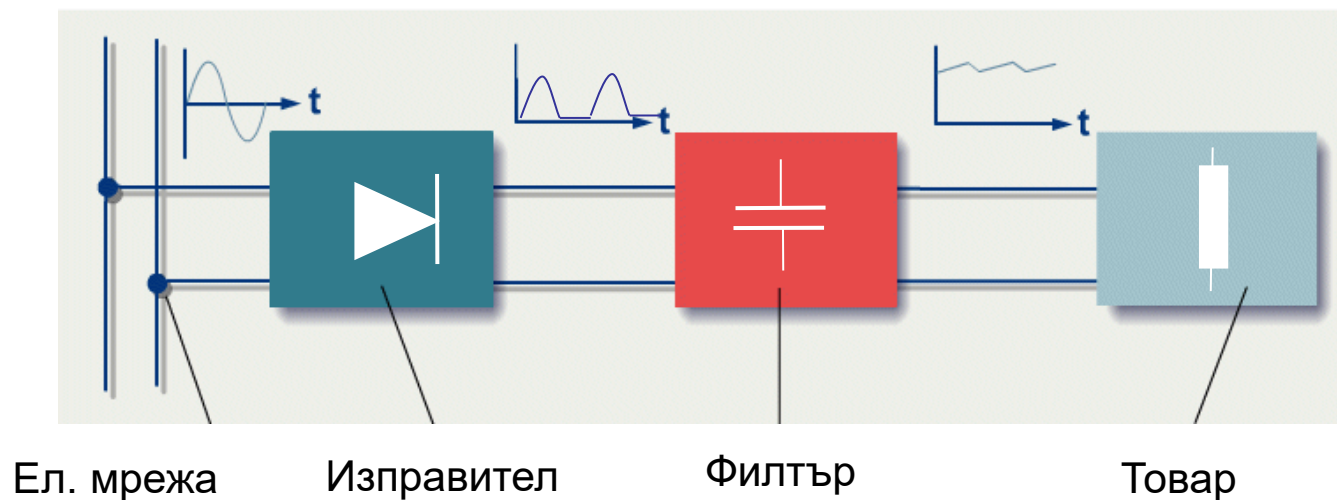 t
t
t
Ел. мрежа
Изправител
Филтър
Товар